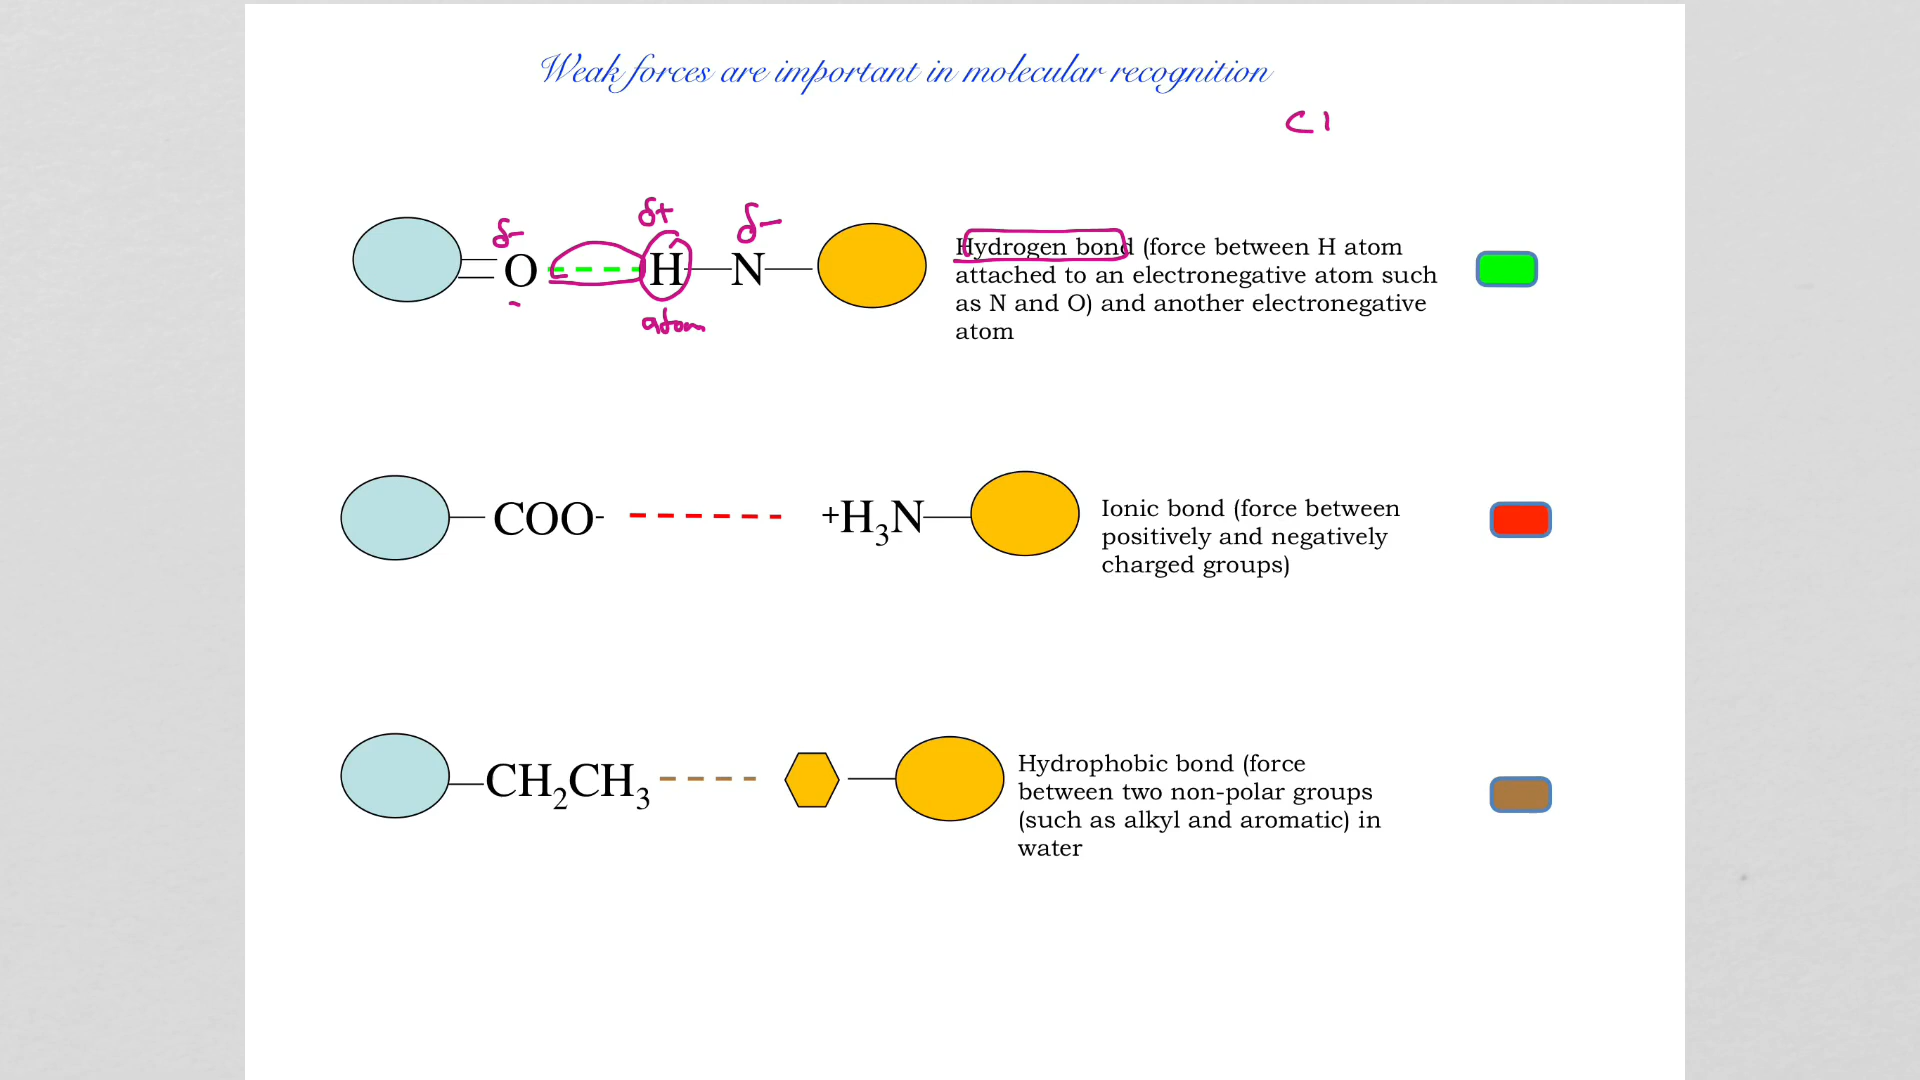 Weak forces are important in molecular recognition
Cl
δ- δ+ δ-
O H N
atom
Hydrogen bond (force between H atom
attached to an electronegative atom such
as N and O) and another electronegative
atom
COO- +H₃N
Ionic bond (force between
positively and negatively
charged groups)
CH₂CH₃
Hydrophobic bond (force
between two non-polar groups
(such as alkyl and aromatic) in
water